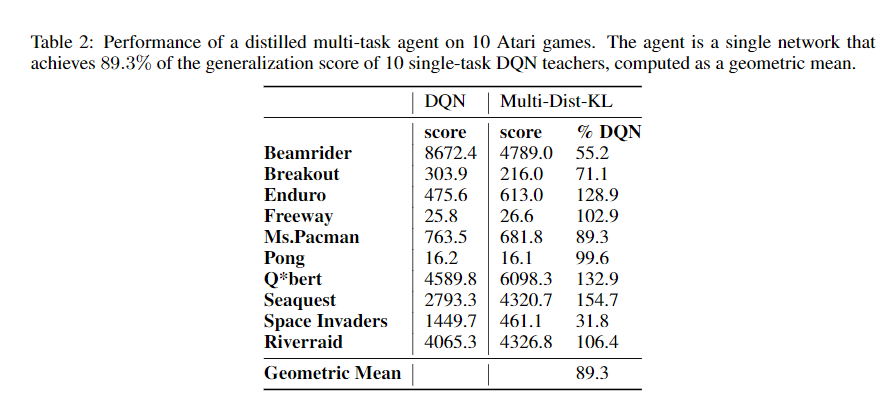 Table 2: Performance of a distilled multi-task agent on 10 Atari games. The agent is a single network that
achieves 89.3% of the generalization score of 10 single-task DQN teachers, computed as a geometric mean.
DQN Multi-Dist-KL
score score % DQN
Beamrider 8672.4 4789.0 55.2
Breakout 303.9 216.0 71.1
Enduro 475.6 613.0 128.9
Freeway 25.8 26.6 102.9
Ms.Pacman 763.5 681.8 89.3
Pong 16.2 16.1 99.6
Q*bert 4589.8 6098.3 132.9
Seaquest 2793.3 4320.7 154.7
Space Invaders 1449.7 461.1 31.8
Riverraid 4065.3 4326.8 106.4
Geometric Mean 89.3